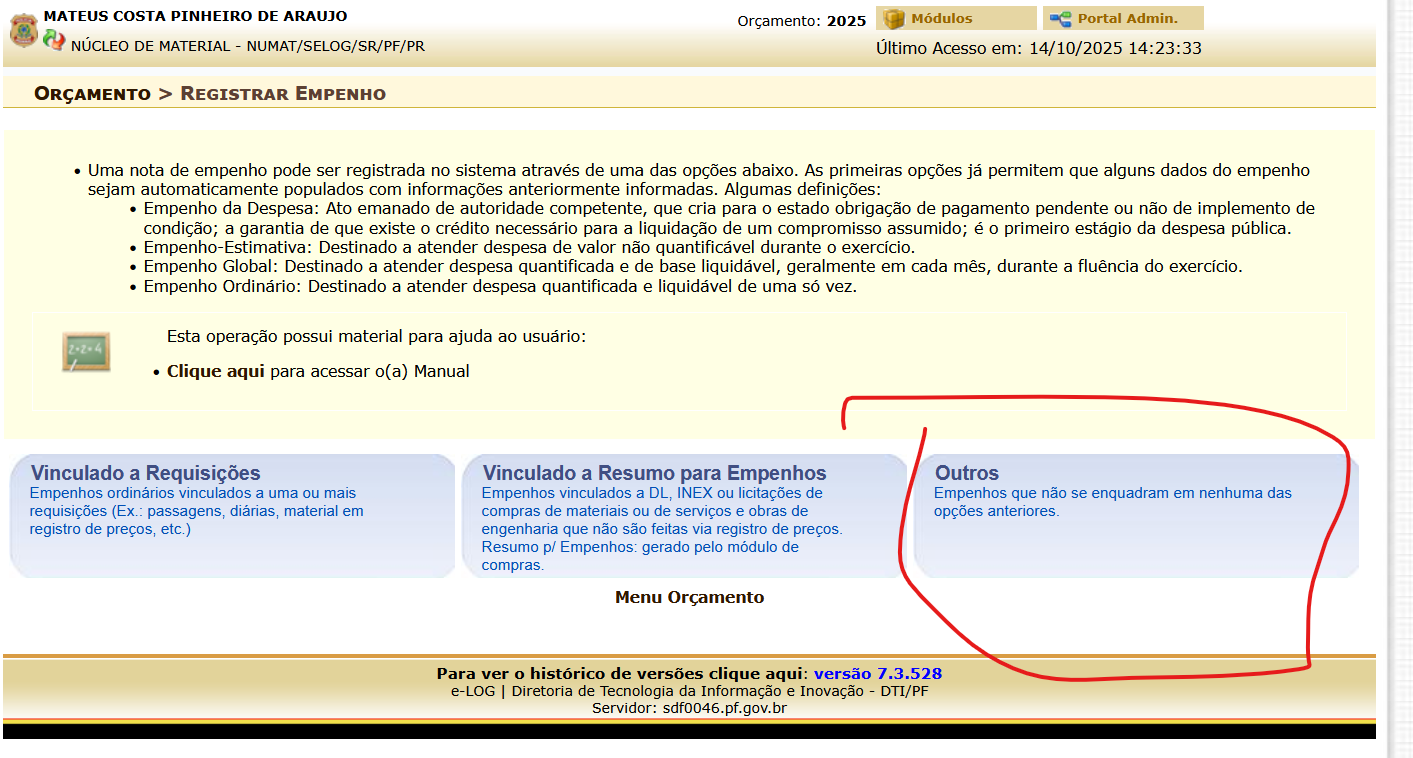 MATEUS COSTA PINHEIRO DE ARAUJO
NÚCLEO DE MATERIAL - NUMAT/SELOG/SR/PF/PR
Orçamento: 2025
Módulos
Portal Admin.
Último Acesso em: 14/10/2025 14:23:33
Orçamento > Registrar Empenho
• Uma nota de empenho pode ser registrada no sistema através de uma das opções abaixo. As primeiras opções já permitem que alguns dados do empenho
sejam automaticamente populados com informações anteriormente informadas. Algumas definições:
• Empenho da Despesa: Ato emanado de autoridade competente, que cria para o estado obrigação de pagamento pendente ou não de implemento de
condição; a garantia de que existe o crédito necessário para a liquidação de um compromisso assumido; é o primeiro estágio da despesa pública.
• Empenho-Estimativa: Destinado a atender despesa de valor não quantificável durante o exercício.
• Empenho Global: Destinado a atender despesa quantificada e de base liquidável, geralmente em cada mês, durante a fluência do exercício.
• Empenho Ordinário: Destinado a atender despesa quantificada e liquidável de uma só vez.
2+2=4
Esta operação possui material para ajuda ao usuário:
• Clique aqui para acessar o(a) Manual
Vinculado a Requisições
Empenhos ordinários vinculados a uma ou mais
requisições (Ex.: passagens, diárias, material em
registro de preços, etc.)
Vinculado a Resumo para Empenhos
Empenhos vinculados a DL, INEX ou licitações de
compras de materiais ou de serviços e obras de
engenharia que não são feitas via registro de preços.
Resumo p/ Empenhos: gerado pelo módulo de
compras.
Outros
Empenhos que não se enquadram em nenhuma das
opções anteriores.
Menu Orçamento
Para ver o histórico de versões clique aqui: versão 7.3.528
e-LOG | Diretoria de Tecnologia da Informação e Inovação - DTI/PF
Servidor: sdf0046.pf.gov.br